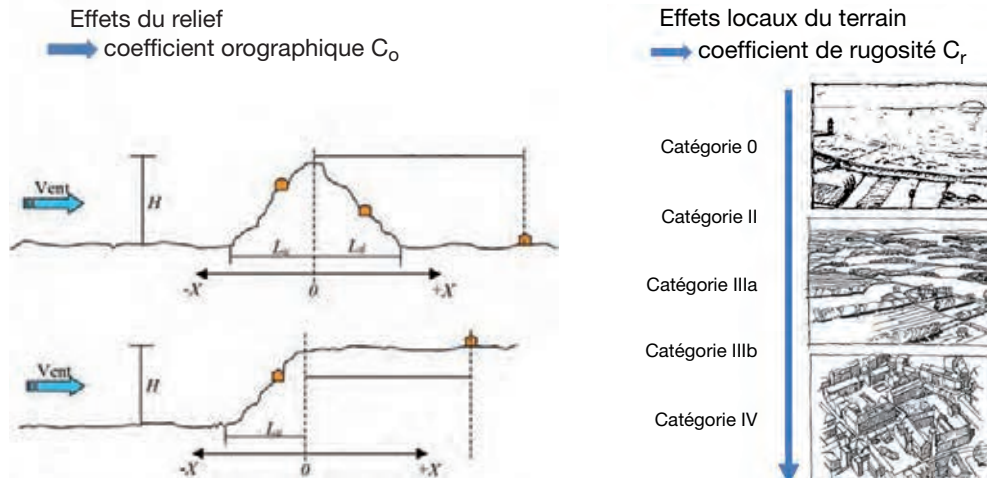 Effets du relief
coefficient orographique Co
Vent
H
Lu
Ld
-X
0
+X
Vent
H
Lu
-X
0
+X
Effets locaux du terrain
coefficient de rugosité Cr
Catégorie 0
Catégorie II
Catégorie IIIa
Catégorie IIIb
Catégorie IV